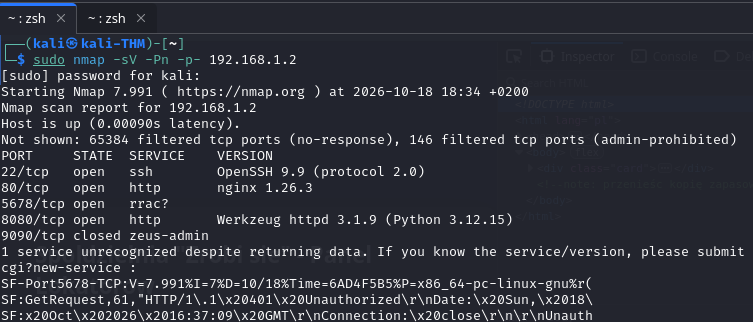 ~ : zsh × ~ : zsh ×
┌──(kali㉿kali-THM)-[~]
└─$ sudo nmap -sV -Pn -p- 192.168.1.2
[sudo] password for kali:
Starting Nmap 7.991 ( https://nmap.org ) at 2026-10-18 18:34 +0200
Nmap scan report for 192.168.1.2
Host is up (0.00090s latency).
Not shown: 65384 filtered tcp ports (no-response), 146 filtered tcp ports (admin-prohibited)
PORT     STATE  SERVICE    VERSION
22/tcp   open   ssh        OpenSSH 9.9 (protocol 2.0)
80/tcp   open   http       nginx 1.26.3
5678/tcp open   rrac?
8080/tcp open   http       Werkzeug httpd 3.1.9 (Python 3.12.15)
9090/tcp closed zeus-admin
1 service unrecognized despite returning data. If you know the service/version, please submit
cgi?new-service :
SF-Port5678-TCP:V=7.991%I=7%D=10/18%Time=6AD4F5B5%P=x86_64-pc-linux-gnu%r(
SF:GetRequest,61,"HTTP/1\.1\x20401\x20Unauthorized\r\nDate:\x20Sun,\x2018\
SF:x20Oct\x202026\x2016:37:09\x20GMT\r\nConnection:\x20close\r\n\r\nUnauth
Inspector Console